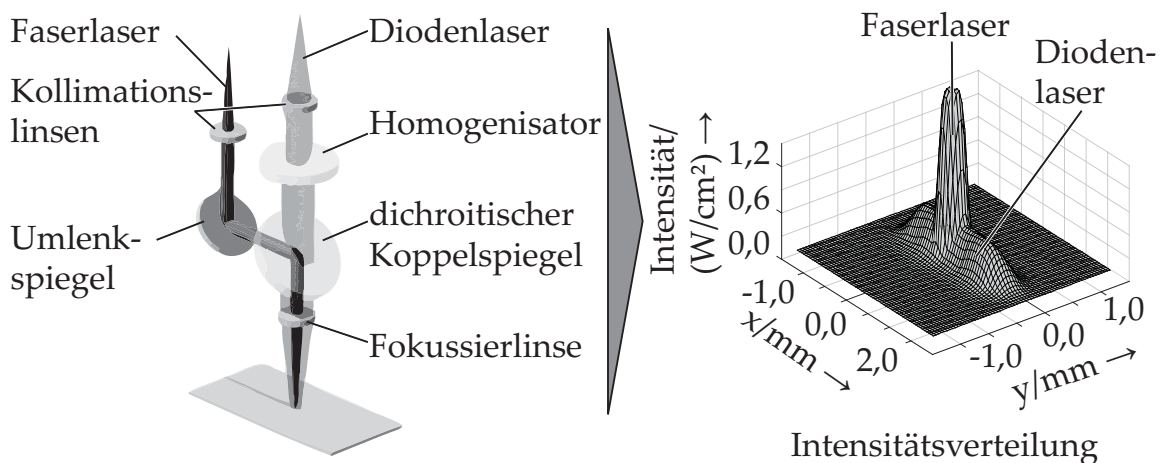 Faserlaser
Kollimations-
linsen
Umlenk-
spiegel
Diodenlaser
Homogenisator
dichroitischer
Koppelspiegel
Fokussierlinse
Faserlaser
Dioden-
laser
Intensität/
(W/cm²) →
1,2
0,6
0,0
-1,0
0,0
2,0
x/mm →
-1,0
0,0
1,0
y/mm →
Intensitätsverteilung